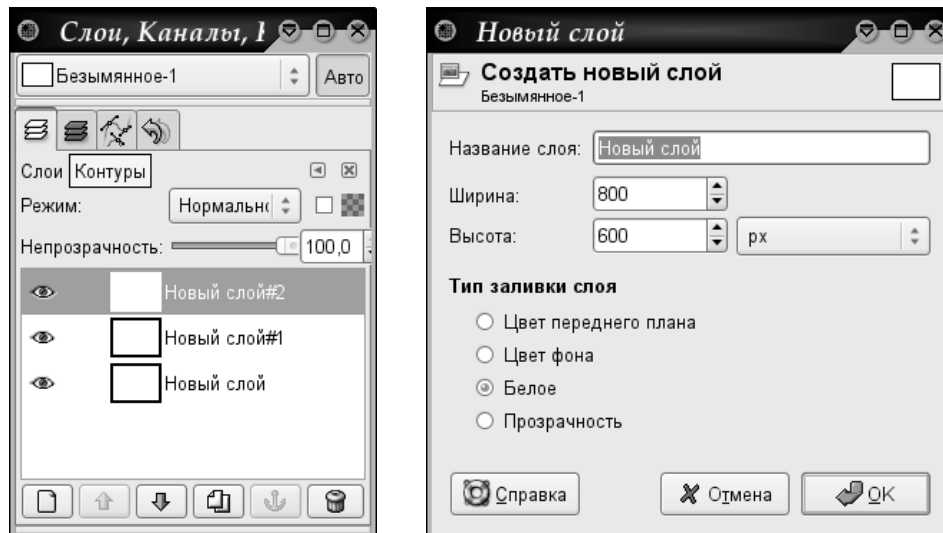 Слои, Каналы,
Безымянное-1
Авто
Слои Контуры
Режим:
Нормальн
Непрозрачность:
100,0
Новый слой#2
Новый слой#1
Новый слой
Новый слой
Создать новый слой
Безымянное-1
Название слоя: Новый слой
Ширина: 800
Высота: 600 px
Тип заливки слоя
Цвет переднего плана
Цвет фона
Белое
Прозрачность
Справка
Отмена
OK